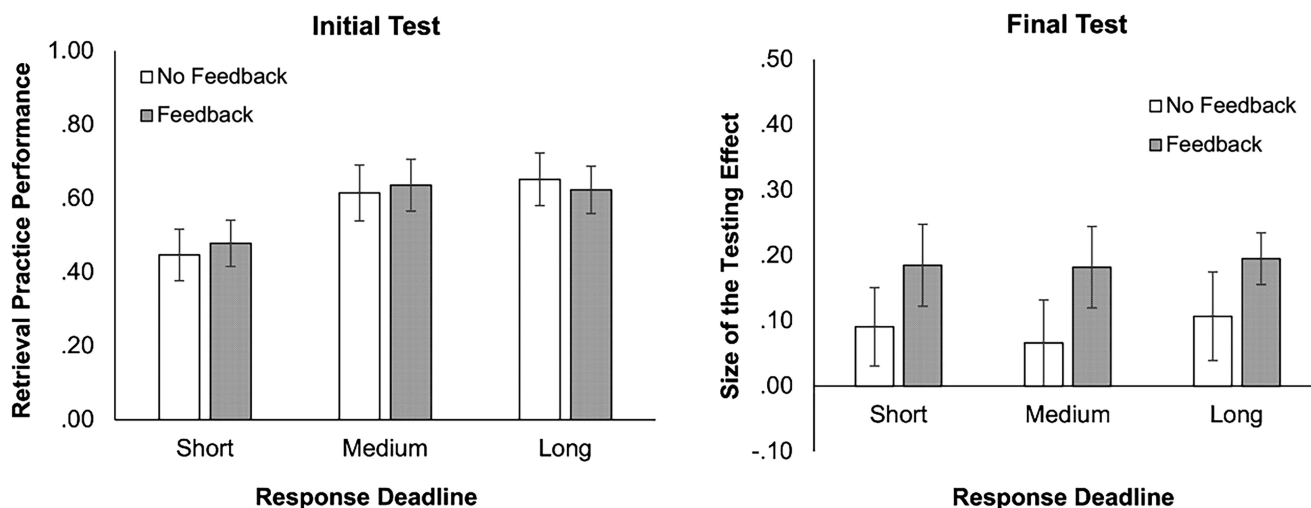 Initial Test
1.00
.80
.60
.40
.20
.00
Retrieval Practice Performance
No Feedback
Feedback
Short Medium Long
Response Deadline
Final Test
.50
.40
.30
.20
.10
.00
-.10
Size of the Testing Effect
No Feedback
Feedback
Short Medium Long
Response Deadline